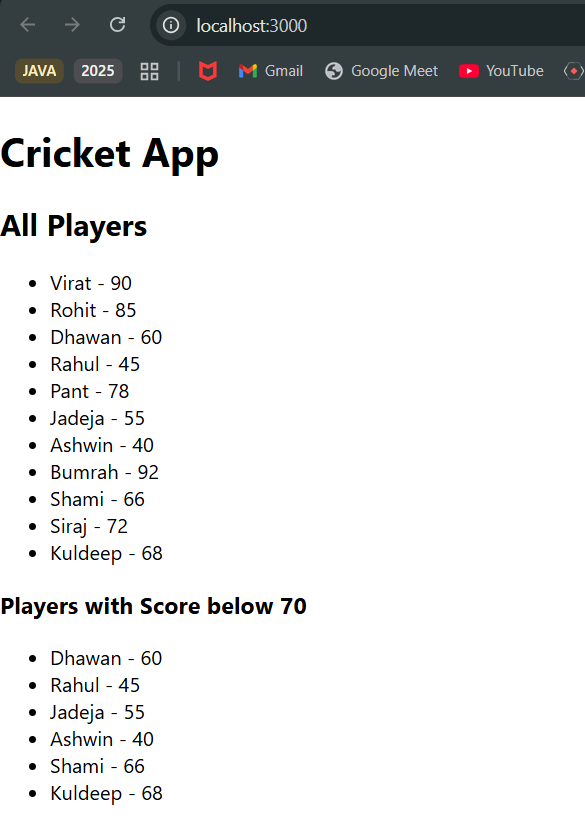 localhost:3000
JAVA 2025 Gmail Google Meet YouTube
Cricket App
All Players
Virat - 90
Rohit - 85
Dhawan - 60
Rahul - 45
Pant - 78
Jadeja - 55
Ashwin - 40
Bumrah - 92
Shami - 66
Siraj - 72
Kuldeep - 68
Players with Score below 70
Dhawan - 60
Rahul - 45
Jadeja - 55
Ashwin - 40
Shami - 66
Kuldeep - 68